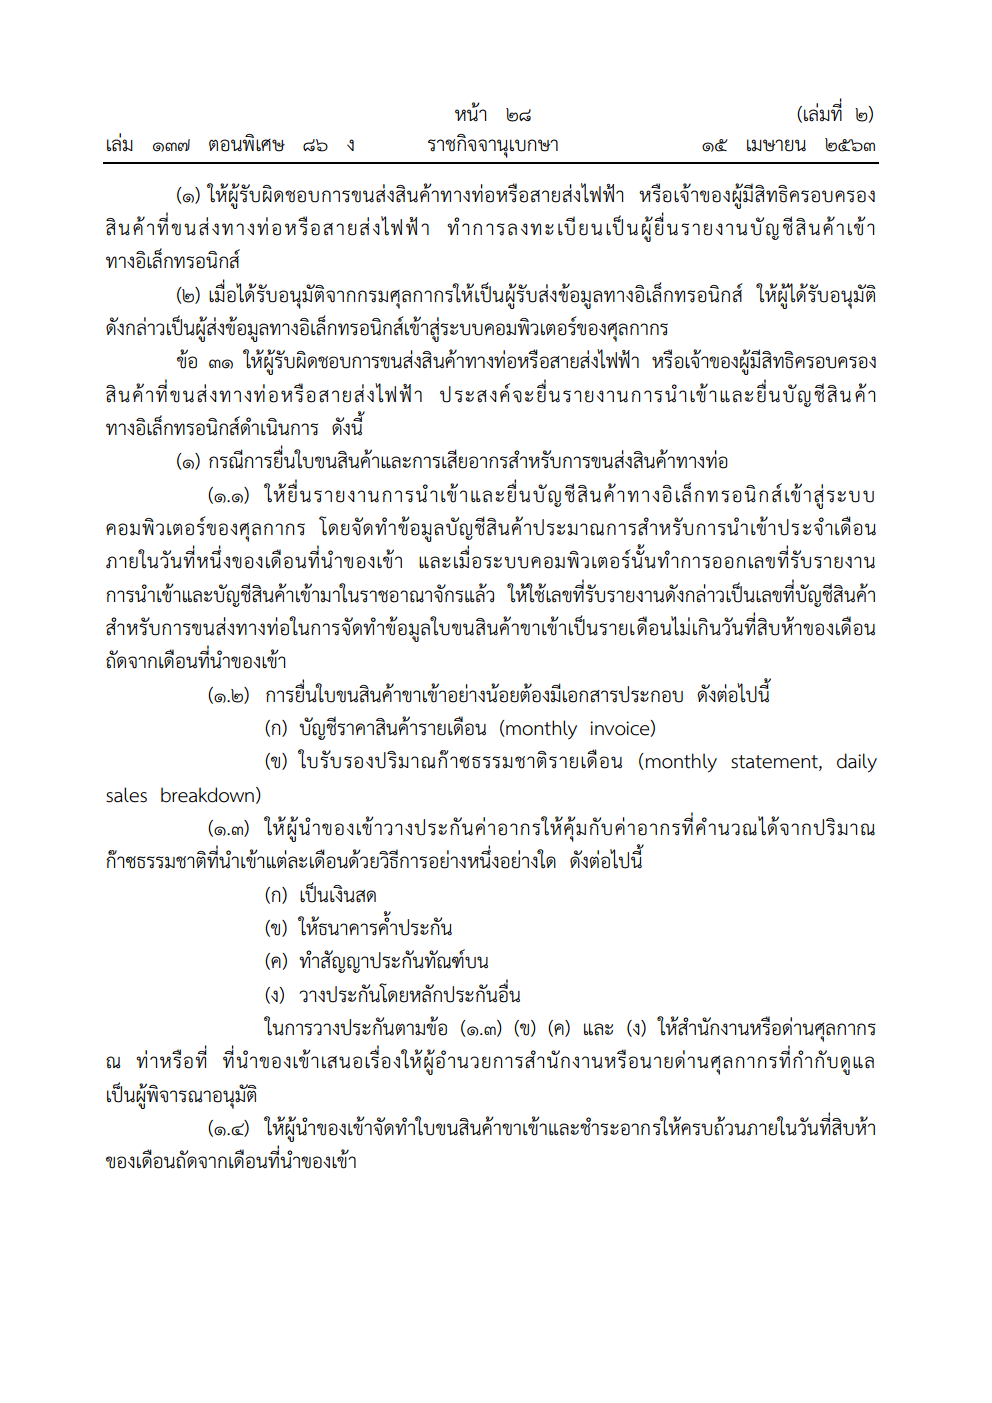 หน้า ๒๘ (เล่มที่ ๒)
เล่ม ๑๓๗ ตอนพิเศษ ๘๖ ง ราชกิจจานุเบกษา ๑๕ เมษายน ๒๕๖๓
(๑) ให้ผู้รับผิดชอบการขนส่งสินค้าทางท่อหรือสายส่งไฟฟ้า หรือเจ้าของผู้มีสิทธิครอบครอง
สินค้าที่ขนส่งทางท่อหรือสายส่งไฟฟ้า ทำการลงทะเบียนเป็นผู้ยื่นรายงานบัญชีสินค้าเข้า
ทางอิเล็กทรอนิกส์
(๒) เมื่อได้รับอนุมัติจากกรมศุลกากรให้เป็นผู้รับส่งข้อมูลทางอิเล็กทรอนิกส์ ให้ผู้ได้รับอนุมัติ
ดังกล่าวเป็นผู้ส่งข้อมูลทางอิเล็กทรอนิกส์เข้าสู่ระบบคอมพิวเตอร์ของศุลกากร
ข้อ ๓๑ ให้ผู้รับผิดชอบการขนส่งสินค้าทางท่อหรือสายส่งไฟฟ้า หรือเจ้าของผู้มีสิทธิครอบครอง
สินค้าที่ขนส่งทางท่อหรือสายส่งไฟฟ้า ประสงค์จะยื่นรายงานการนำเข้าและยื่นบัญชีสินค้า
ทางอิเล็กทรอนิกส์ดำเนินการ ดังนี้
(๑) กรณีการยื่นใบขนสินค้าและการเสียอากรสำหรับการขนส่งสินค้าทางท่อ
(๑.๑) ให้ยื่นรายงานการนำเข้าและยื่นบัญชีสินค้าทางอิเล็กทรอนิกส์เข้าสู่ระบบ
คอมพิวเตอร์ของศุลกากร โดยจัดทำข้อมูลบัญชีสินค้าประมาณการสำหรับการนำเข้าประจำเดือน
ภายในวันที่หนึ่งของเดือนที่นำของเข้า และเมื่อระบบคอมพิวเตอร์นั้นทำการออกเลขที่รับรายงาน
การนำเข้าและบัญชีสินค้าเข้ามาในราชอาณาจักรแล้ว ให้ใช้เลขที่รับรายงานดังกล่าวเป็นเลขที่บัญชีสินค้า
สำหรับการขนส่งทางท่อในการจัดทำข้อมูลใบขนสินค้าขาเข้าเป็นรายเดือนไม่เกินวันที่สิบห้าของเดือน
ถัดจากเดือนที่นำของเข้า
(๑.๒) การยื่นใบขนสินค้าขาเข้าอย่างน้อยต้องมีเอกสารประกอบ ดังต่อไปนี้
(ก) บัญชีราคาสินค้ารายเดือน (monthly invoice)
(ข) ใบรับรองปริมาณก๊าซธรรมชาติรายเดือน (monthly statement, daily
sales breakdown)
(๑.๓) ให้ผู้นำของเข้าวางประกันค่าอากรให้คุ้มกับค่าอากรที่คำนวณได้จากปริมาณ
ก๊าซธรรมชาติที่นำเข้าแต่ละเดือนด้วยวิธีการอย่างหนึ่งอย่างใด ดังต่อไปนี้
(ก) เป็นเงินสด
(ข) ให้ธนาคารค้ำประกัน
(ค) ทำสัญญาประกันทัณฑ์บน
(ง) วางประกันโดยหลักประกันอื่น
ในการวางประกันตามข้อ (๑.๓) (ข) (ค) และ (ง) ให้สำนักงานหรือด่านศุลกากร
ณ ท่าหรือที่ ที่นำของเข้าเสนอเรื่องให้ผู้อำนวยการสำนักงานหรือนายด่านศุลกากรที่กำกับดูแล
เป็นผู้พิจารณาอนุมัติ
(๑.๔) ให้ผู้นำของเข้าจัดทำใบขนสินค้าขาเข้าและชำระอากรให้ครบถ้วนภายในวันที่สิบห้า
ของเดือนถัดจากเดือนที่นำของเข้า